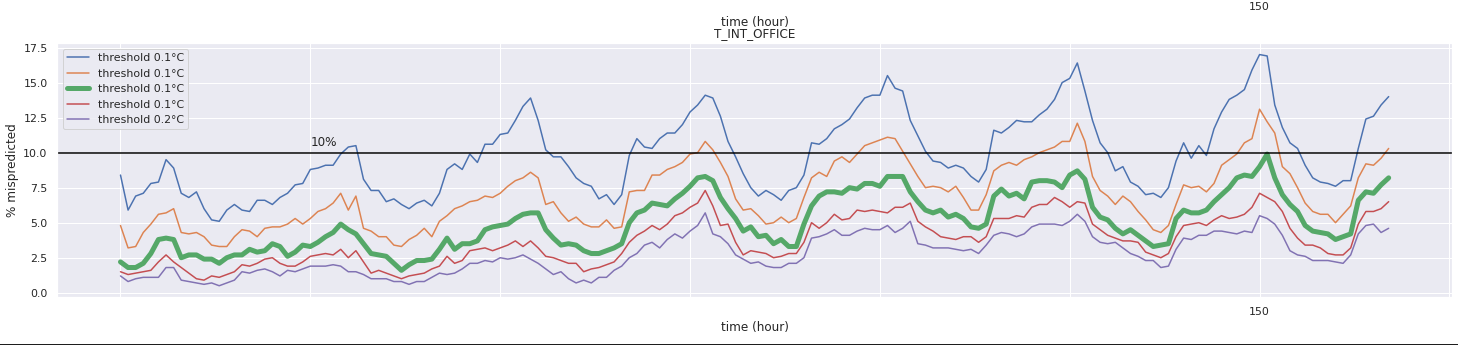 150
time (hour)
T_INT_OFFICE
17.5
15.0
12.5
10.0
7.5
5.0
2.5
0.0
% mispredicted
threshold 0.1°C
threshold 0.1°C
threshold 0.1°C
threshold 0.1°C
threshold 0.2°C
10%
150
time (hour)